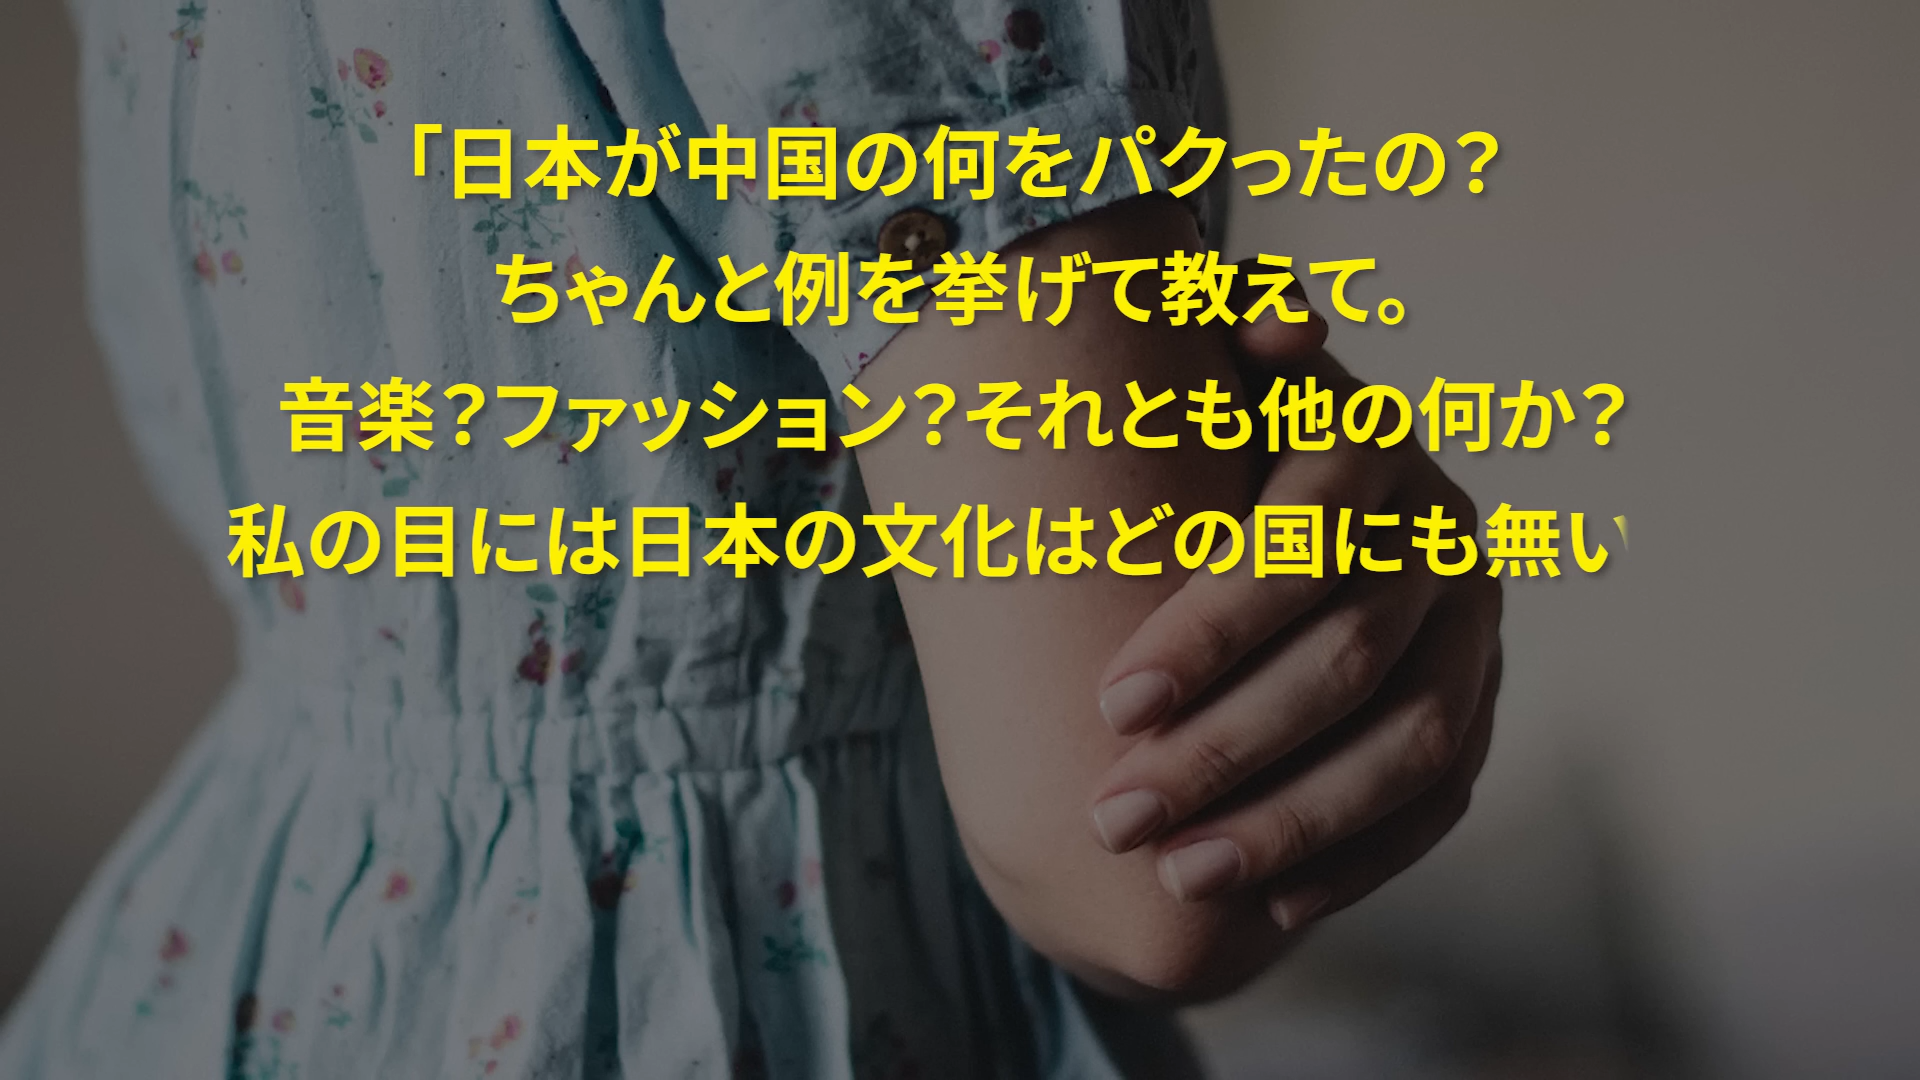 「日本が中国の何をパクったの？
ちゃんと例を挙げて教えて。
音楽？ファッション？それとも他の何か？
私の目には日本の文化はどの国にも無い